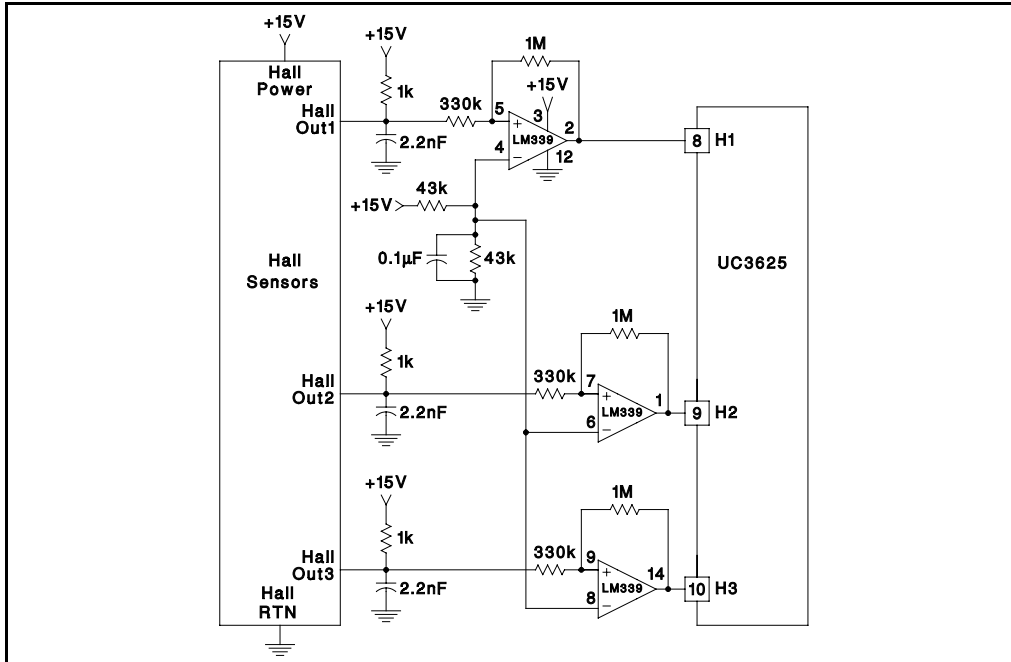 +15V
+15V
1M
Hall
Power
1k
+15V
330k
Hall
Out1
5
+
3
2
LM339
8
H1
2.2nF
4
−
12
43k
+15V
0.1µF
43k
UC3625
Hall
Sensors
+15V
1M
1k
330k
Hall
Out2
7
+
1
LM339
9
H2
2.2nF
6
−
+15V
1M
1k
330k
Hall
Out3
9
+
14
LM339
10
H3
2.2nF
8
−
Hall
RTN